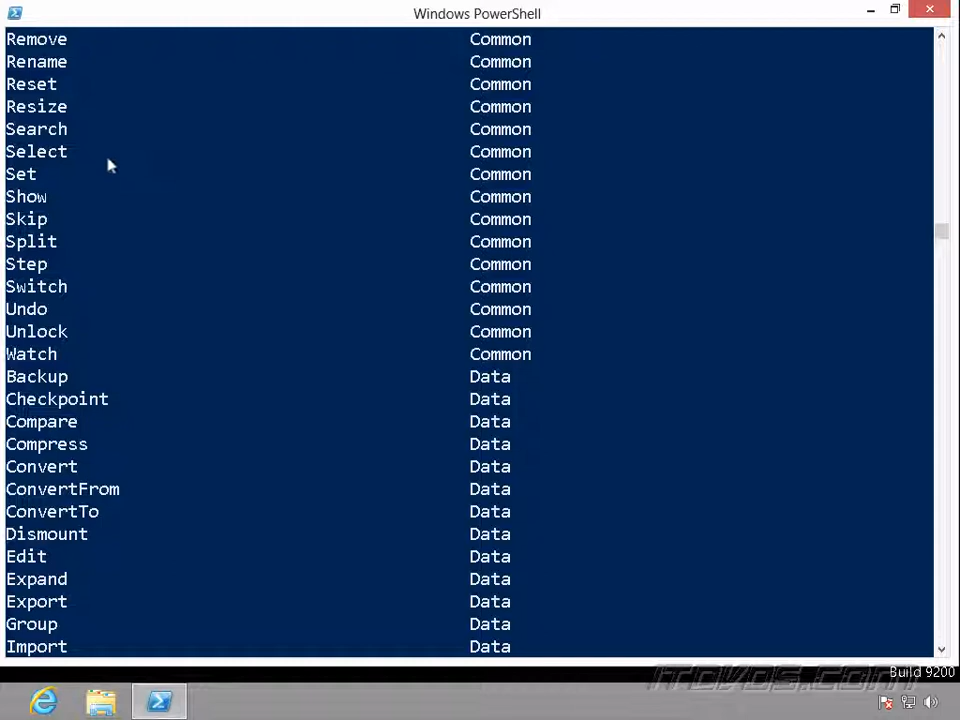 Windows PowerShell
Remove Common
Rename Common
Reset Common
Resize Common
Search Common
Select Common
Set Common
Show Common
Skip Common
Split Common
Step Common
Switch Common
Undo Common
Unlock Common
Watch Common
Backup Data
Checkpoint Data
Compare Data
Compress Data
Convert Data
ConvertFrom Data
ConvertTo Data
Dismount Data
Edit Data
Expand Data
Export Data
Group Data
Import Data
Build 9200
ITDVDS.COM